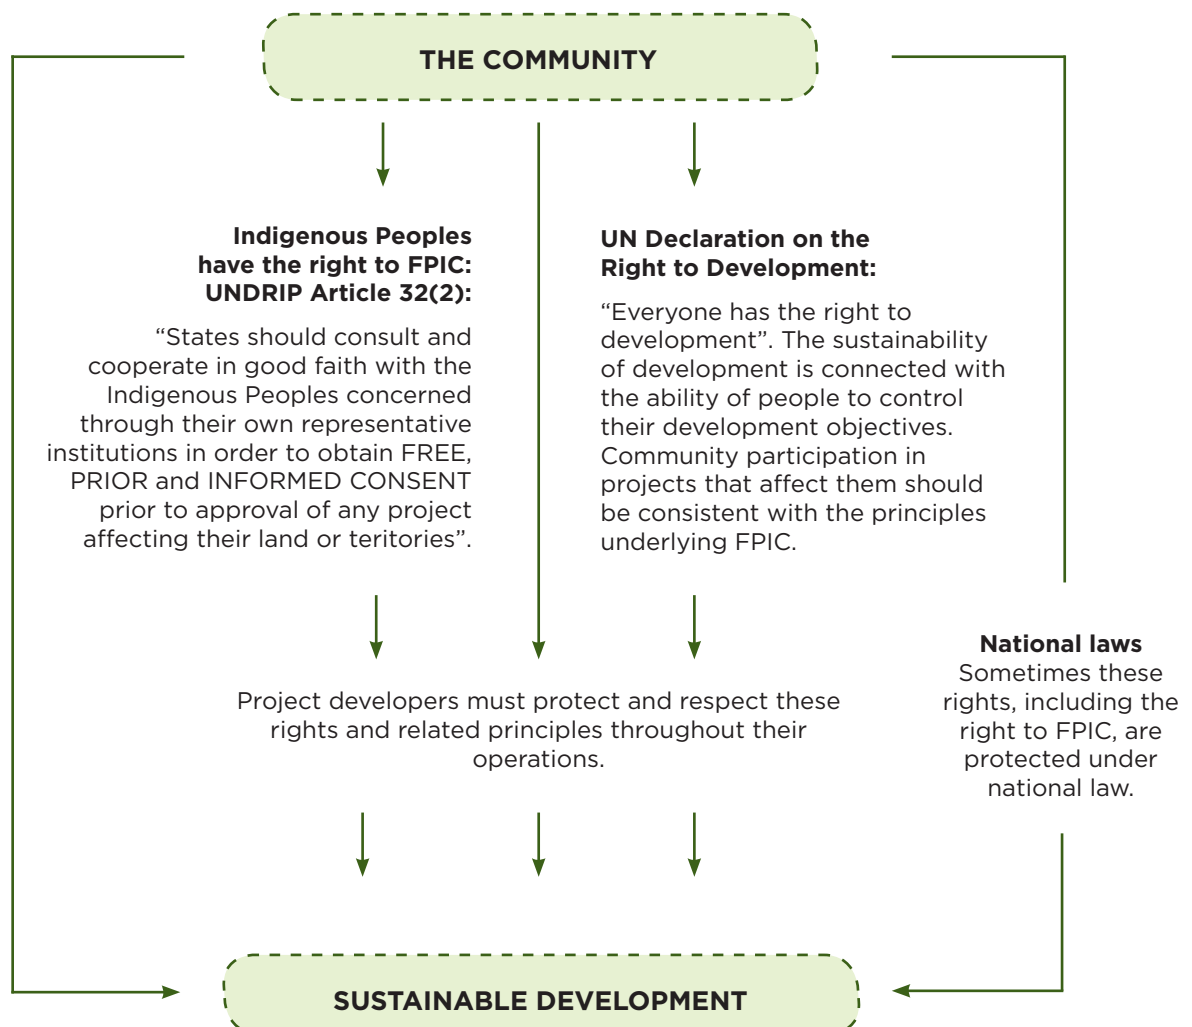 THE COMMUNITY
Indigenous Peoples
have the right to FPIC:
UNDRIP Article 32(2):
“States should consult and
cooperate in good faith with the
Indigenous Peoples concerned
through their own representative
institutions in order to obtain FREE,
PRIOR and INFORMED CONSENT
prior to approval of any project
affecting their land or teritories”.
UN Declaration on the
Right to Development:
“Everyone has the right to
development”. The sustainability
of development is connected with
the ability of people to control
their development objectives.
Community participation in
projects that affect them should
be consistent with the principles
underlying FPIC.
National laws
Sometimes these
rights, including the
right to FPIC, are
protected under
national law.
Project developers must protect and respect these
rights and related principles throughout their
operations.
SUSTAINABLE DEVELOPMENT